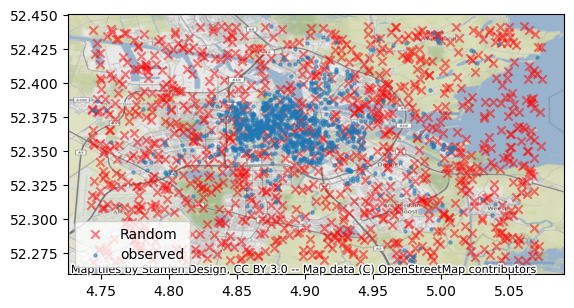 52.450
52.425
52.400
52.375
52.350
52.325
52.300
52.275
Random
observed
Map tiles by Stamen Design, CC BY 3.0 -- Map data (C) OpenStreetMap contributors
4.75 4.80 4.85 4.90 4.95 5.00 5.05